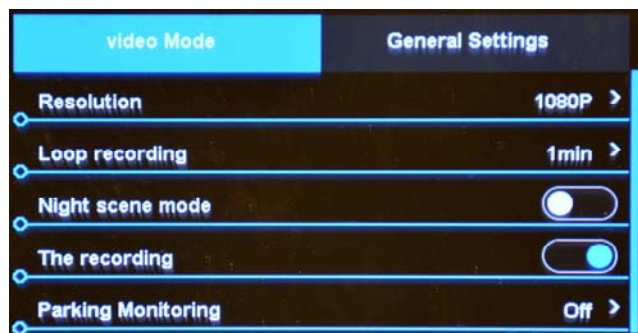 video Mode General Settings
Resolution 1080P >
Loop recording 1min >
Night scene mode
The recording
Parking Monitoring Off >